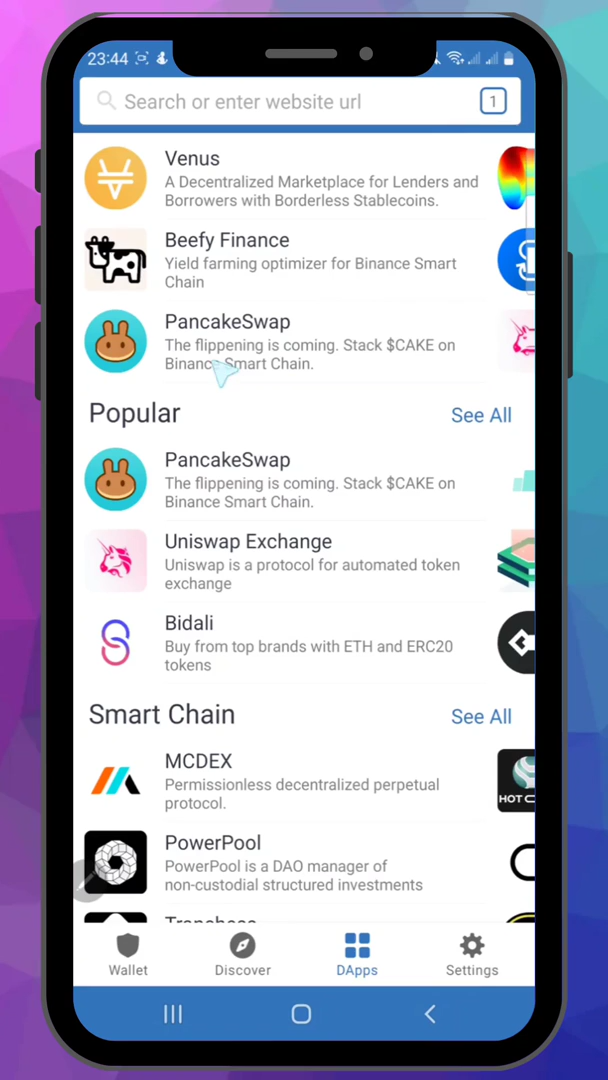 23:44
Search or enter website url
1
Venus
A Decentralized Marketplace for Lenders and
Borrowers with Borderless Stablecoins.
Beefy Finance
Yield farming optimizer for Binance Smart
Chain
PancakeSwap
The flippening is coming. Stack $CAKE on
Binance Smart Chain.
Popular
See All
PancakeSwap
The flippening is coming. Stack $CAKE on
Binance Smart Chain.
Uniswap Exchange
Uniswap is a protocol for automated token
exchange
Bidali
Buy from top brands with ETH and ERC20
tokens
Smart Chain
See All
MCDEX
Permissionless decentralized perpetual
protocol.
HOT
PowerPool
PowerPool is a DAO manager of
non-custodial structured investments
Wallet
Discover
DApps
Settings